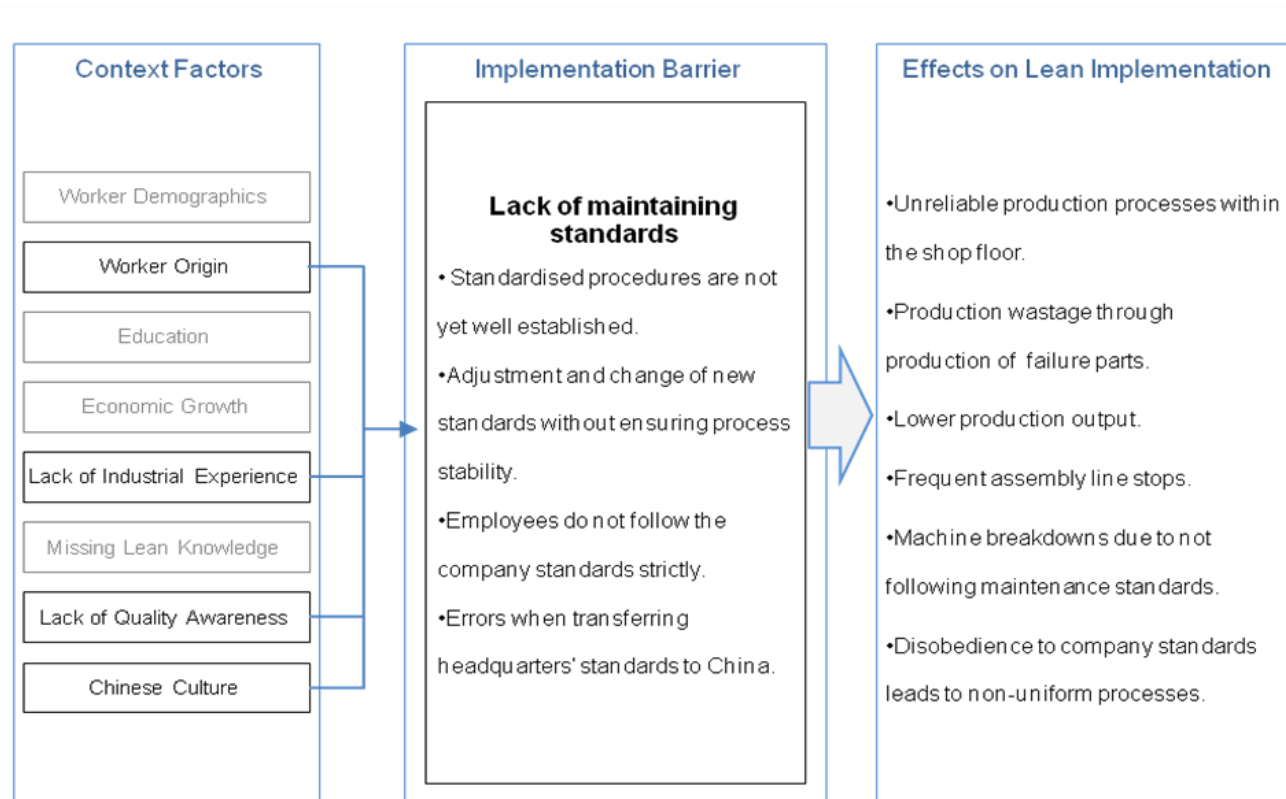 Context Factors
Worker Demographics
Worker Origin
Education
Economic Growth
Lack of Industrial Experience
Missing Lean Knowledge
Lack of Quality Awareness
Chinese Culture
Implementation Barrier
Lack of maintaining
standards
• Standardised procedures are not
yet well established.
•Adjustment and change of new
standards without ensuring process
stability.
•Employees do not follow the
company standards strictly.
•Errors when transferring
headquarters' standards to China.
Effects on Lean Implementation
•Unreliable production processes within
the shop floor.
•Production wastage through
production of failure parts.
•Lower production output.
•Frequent assembly line stops.
•Machine breakdowns due to not
following maintenance standards.
•Disobedience to company standards
leads to non-uniform processes.